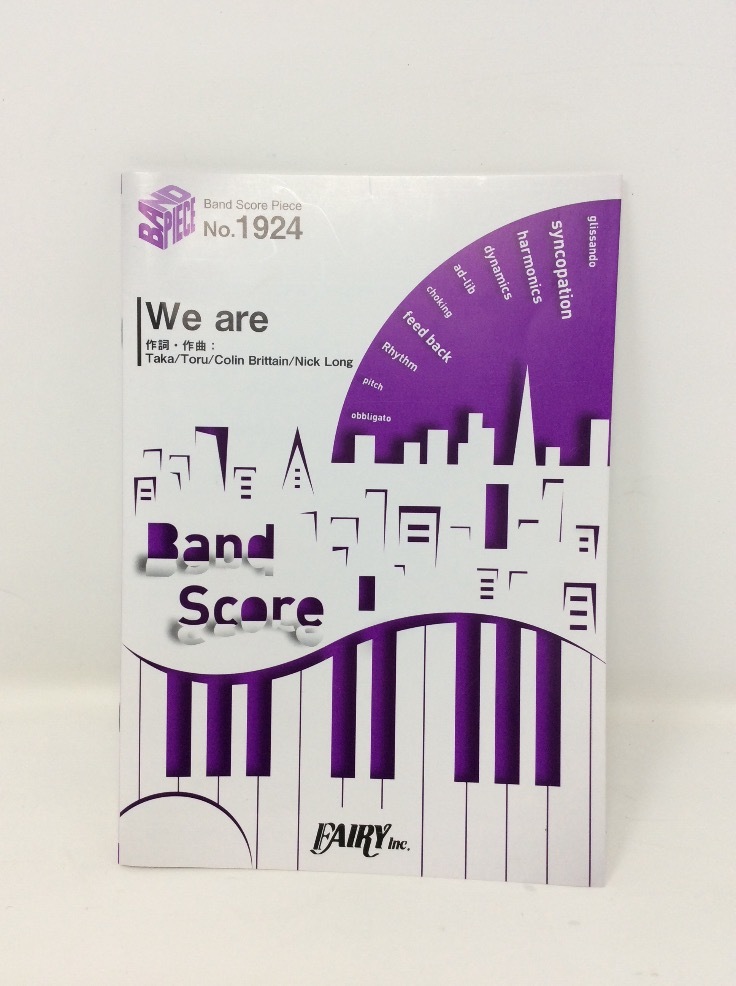 BAND PIECE
Band Score Piece
No.1924
We are
作詞・作曲：
Taka/Toru/Colin Brittain/Nick Long
glissando
syncopation
harmonics
dynamics
ad-lib
choking
feed back
Rhythm
pitch
obbligato
Band
Score
FAIRY Inc.